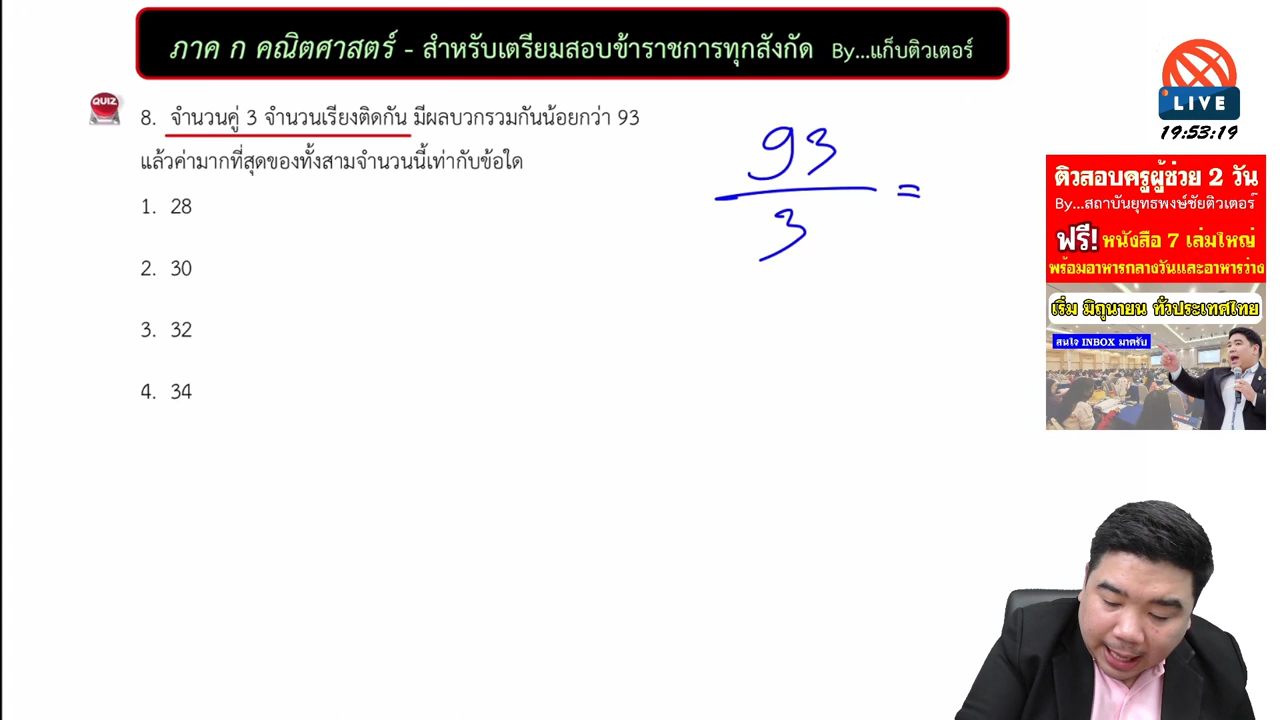 ภาค ก คณิตศาสตร์ - สำหรับเตรียมสอบข้าราชการทุกสังกัด By...แก็บติวเตอร์
QUIZ
8. จำนวนคู่ 3 จำนวนเรียงติดกัน มีผลบวกรวมกันน้อยกว่า 93
แล้วค่ามากที่สุดของทั้งสามจำนวนนี้เท่ากับข้อใด
1. 28
2. 30
3. 32
4. 34
93
=
3
LIVE
19:53:19
ติวสอบครูผู้ช่วย 2 วัน
By...สถาบันยุทธพงษ์ชัยติวเตอร์
ฟรี! หนังสือ 7 เล่มใหญ่
พร้อมอาหารกลางวันและอาหารว่าง
เริ่ม มิถุนายน ทั่วประเทศไทย
สนใจ INBOX มาครับ